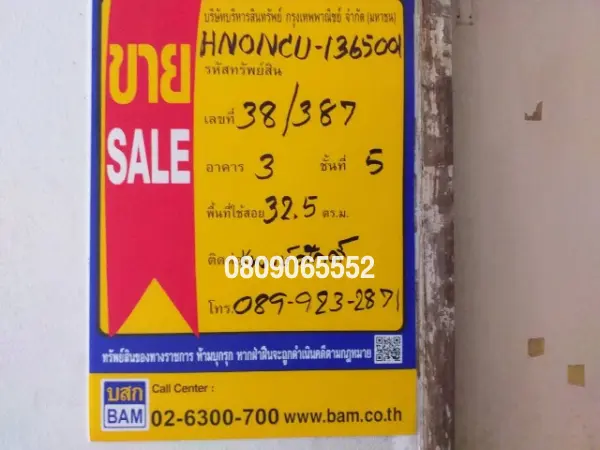 บริษัทบริหารสินทรัพย์ กรุงเทพพาณิชย์ จำกัด (มหาชน)
ขาย
SALE
HNONCU-1365001
รหัสทรัพย์สิน
เลขที่ 38/387
อาคาร 3 ชั้นที่ 5
พื้นที่ใช้สอย 32.5 ตร.ม.
0809065552
โทร. 089-923-2871
ทรัพย์สินของทางราชการ ห้ามบุกรุก หากฝ่าฝืนจะถูกดำเนินคดีตามกฎหมาย
บสก
BAM
Call Center :
02-6300-700 www.bam.co.th